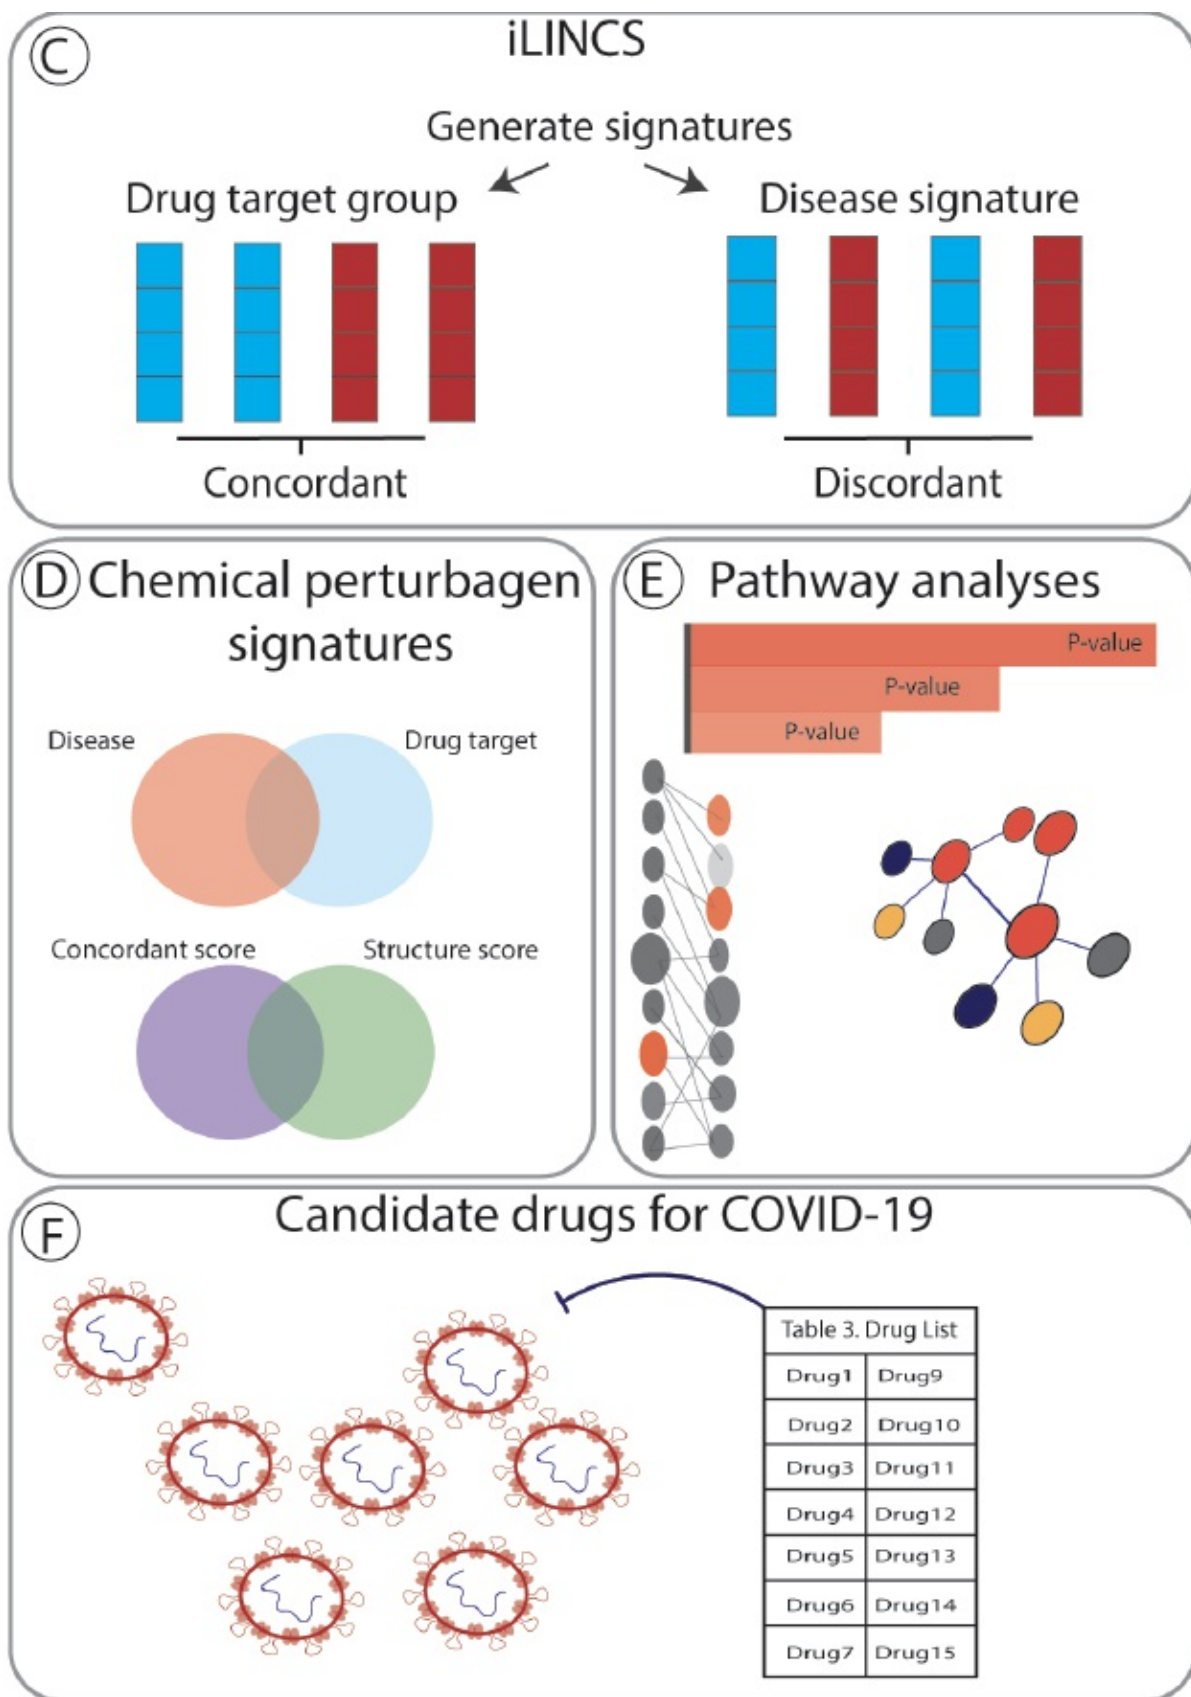 C
iLINCS
Generate signatures
Drug target group
Disease signature
Concordant
Discordant
D Chemical perturbagen
signatures
Disease
Drug target
Concordant score
Structure score
E Pathway analyses
P-value
P-value
P-value
F
Candidate drugs for COVID-19
Table 3. Drug List
Drug1 Drug9
Drug2 Drug10
Drug3 Drug11
Drug4 Drug12
Drug5 Drug13
Drug6 Drug14
Drug7 Drug15